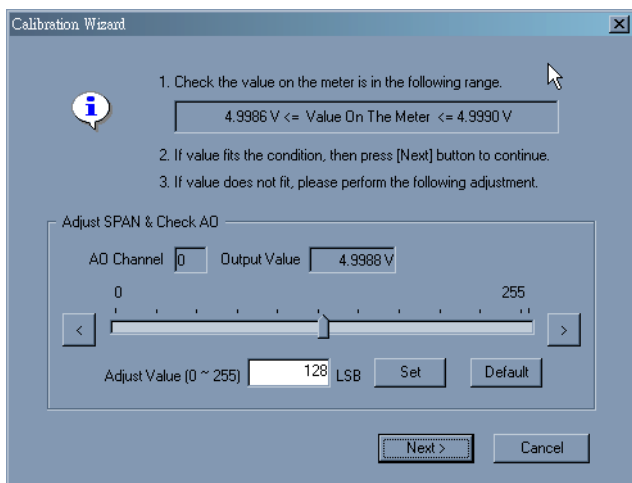 Calibration Wizard
1. Check the value on the meter is in the following range.
4.9986 V <= Value On The Meter <= 4.9990 V
2. If value fits the condition, then press [Next] button to continue.
3. If value does not fit, please perform the following adjustment.
Adjust SPAN & Check AO
AO Channel 0 Output Value 4.9988 V
0 255
< >
Adjust Value (0 ~ 255) 128 LSB Set Default
Next > Cancel